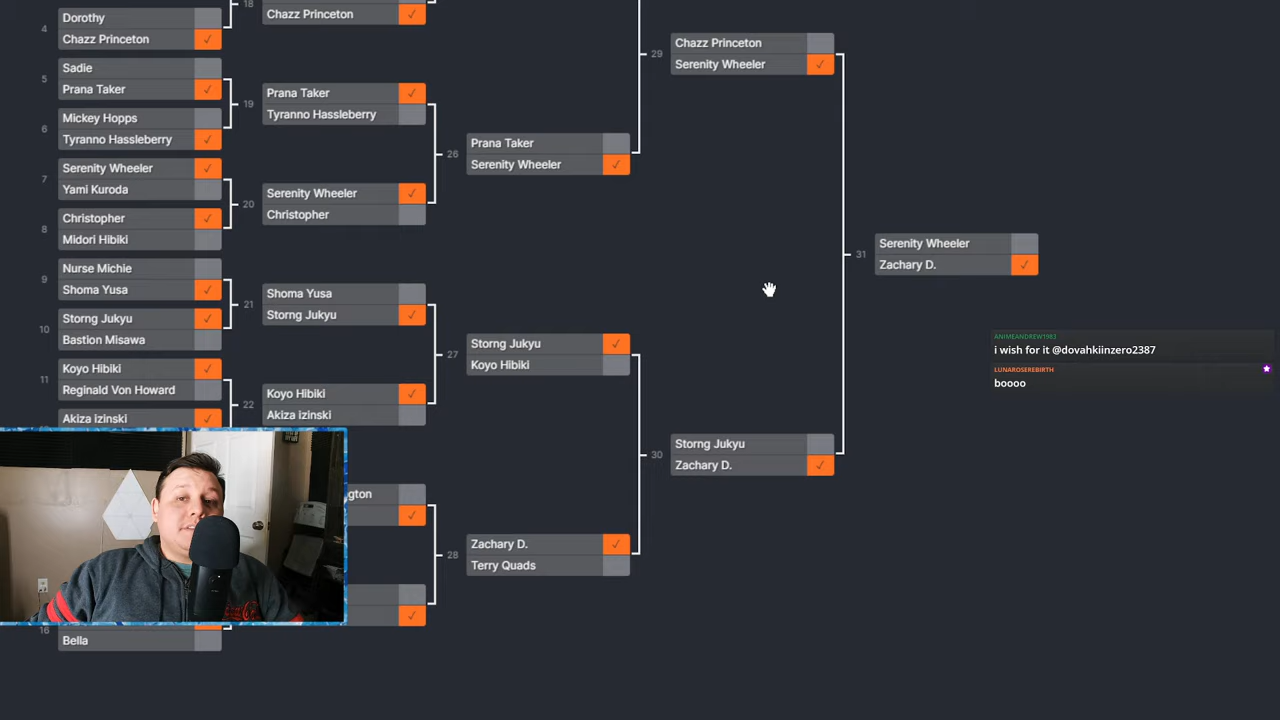 4
Dorothy
Chazz Princeton ✓
5
Sadie
Prana Taker ✓
6
Mickey Hopps
Tyranno Hassleberry ✓
7
Serenity Wheeler ✓
Yami Kuroda
8
Christopher ✓
Midori Hibiki
9
Nurse Michie
Shoma Yusa ✓
10
Storng Jukyu ✓
Bastion Misawa
11
Koyo Hibiki ✓
Reginald Von Howard
Akiza izinski ✓
16
Bella
18
Chazz Princeton ✓
19
Prana Taker ✓
Tyranno Hassleberry
20
Serenity Wheeler ✓
Christopher
21
Shoma Yusa
Storng Jukyu ✓
22
Koyo Hibiki ✓
Akiza izinski
gton
✓
✓
26
Prana Taker
Serenity Wheeler ✓
27
Storng Jukyu ✓
Koyo Hibiki
28
Zachary D. ✓
Terry Quads
29
Chazz Princeton
Serenity Wheeler ✓
30
Storng Jukyu
Zachary D. ✓
31
Serenity Wheeler
Zachary D. ✓
ANIMEANDREW1983
i wish for it @dovahkiinzero2387
LUNAROSEREBIRTH
boooo